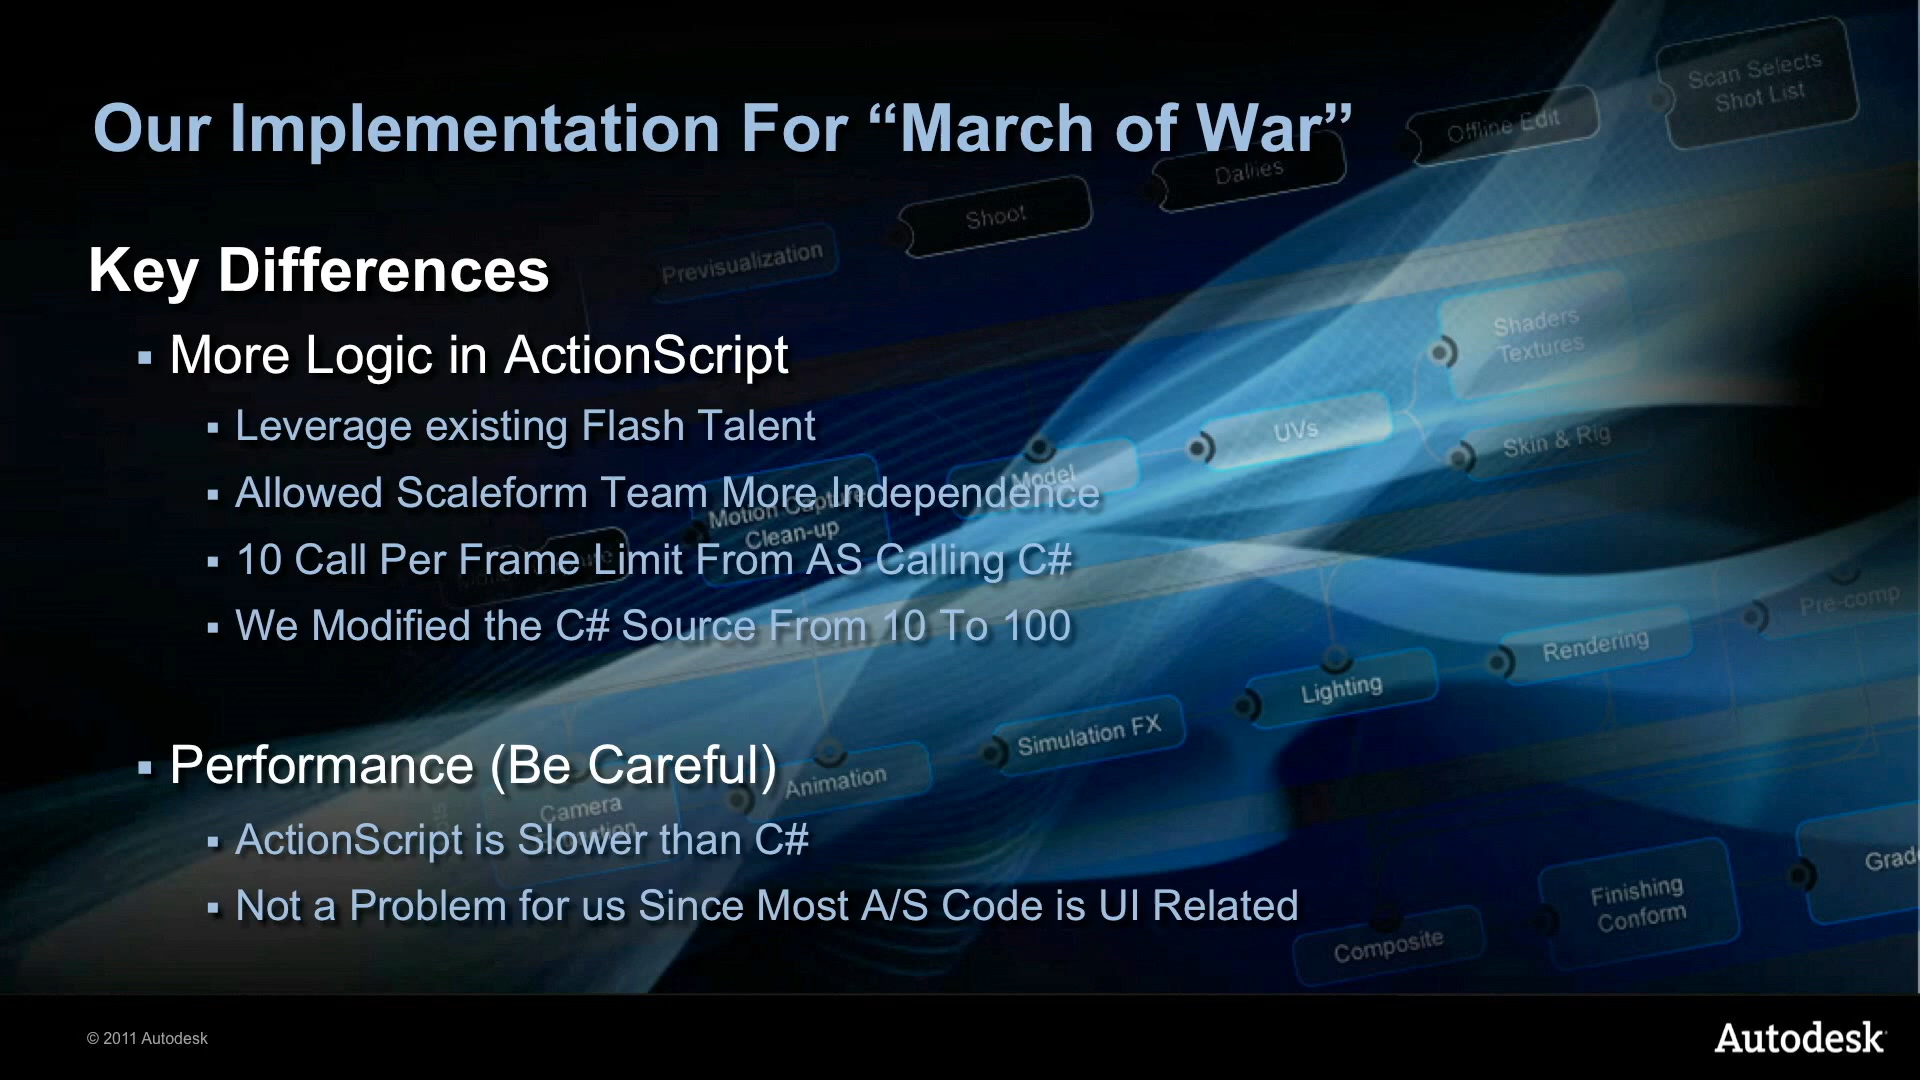 Our Implementation For “March of War”
Key Differences
▪ More Logic in ActionScript
▪ Leverage existing Flash Talent
▪ Allowed Scaleform Team More Independence
▪ 10 Call Per Frame Limit From AS Calling C#
▪ We Modified the C# Source From 10 To 100
▪ Performance (Be Careful)
▪ ActionScript is Slower than C#
▪ Not a Problem for us Since Most A/S Code is UI Related
Scan Selects
Shot List
Offline Edit
Dailies
Shoot
Previsualization
Shaders
Textures
UVs
Skin & Rig
Model
Motion Capture
Clean-up
Pre-comp
Rendering
Lighting
Simulation FX
Animation
Camera
Grad
Finishing
Conform
Composite
© 2011 Autodesk
Autodesk